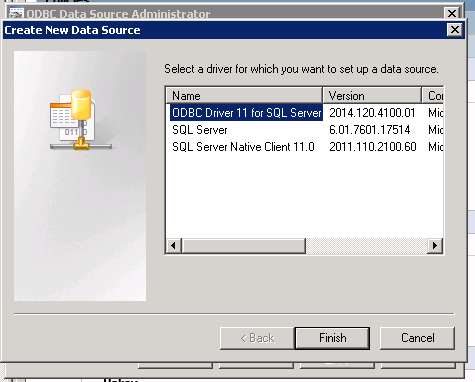 ODBC Data Source Administrator
Create New Data Source
Select a driver for which you want to set up a data source.
Name Version Co
ODBC Driver 11 for SQL Server 2014.120.4100.01 Mic
SQL Server 6.01.7601.17514 Mic
SQL Server Native Client 11.0 2011.110.2100.60 Mic
< Back Finish Cancel